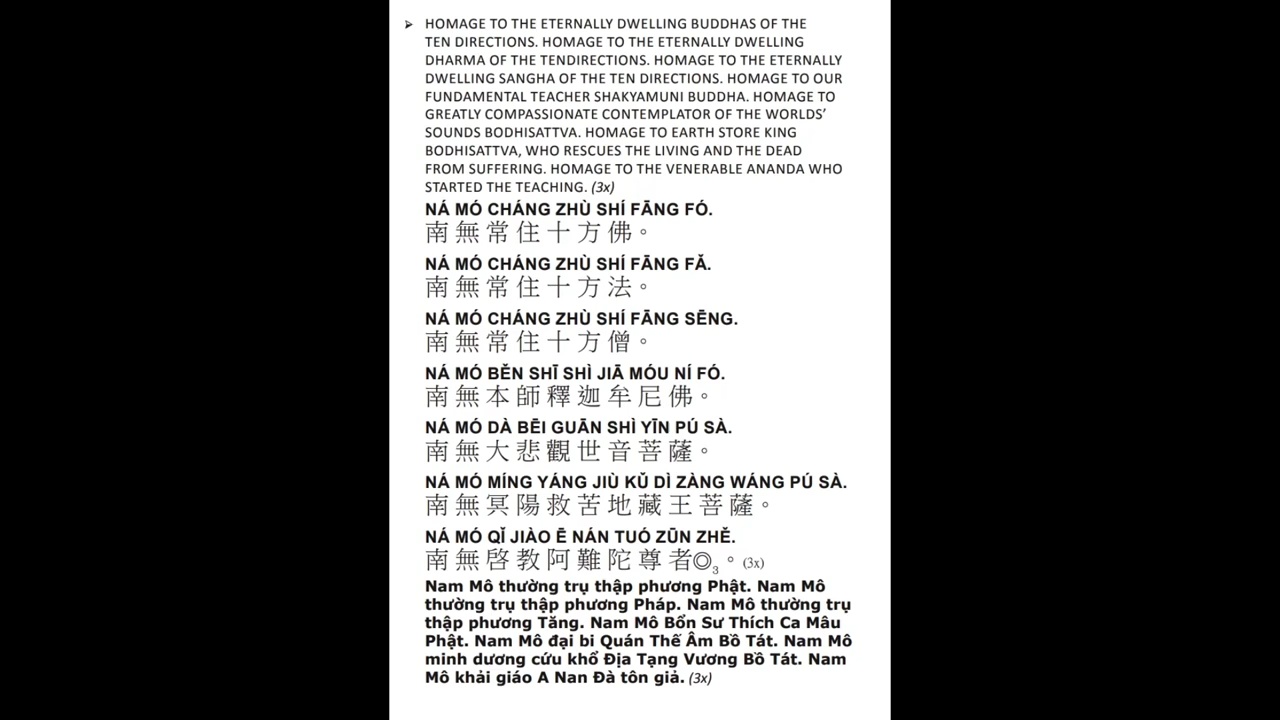 ➢ HOMAGE TO THE ETERNALLY DWELLING BUDDHAS OF THE
TEN DIRECTIONS. HOMAGE TO THE ETERNALLY DWELLING
DHARMA OF THE TENDIRECTIONS. HOMAGE TO THE ETERNALLY
DWELLING SANGHA OF THE TEN DIRECTIONS. HOMAGE TO OUR
FUNDAMENTAL TEACHER SHAKYAMUNI BUDDHA. HOMAGE TO
GREATLY COMPASSIONATE CONTEMPLATOR OF THE WORLDS’
SOUNDS BODHISATTVA. HOMAGE TO EARTH STORE KING
BODHISATTVA, WHO RESCUES THE LIVING AND THE DEAD
FROM SUFFERING. HOMAGE TO THE VENERABLE ANANDA WHO
STARTED THE TEACHING. (3x)
NÁ MÓ CHÁNG ZHÙ SHÍ FĀNG FÓ.
南無常住十方佛。
NÁ MÓ CHÁNG ZHÙ SHÍ FĀNG FǍ.
南無常住十方法。
NÁ MÓ CHÁNG ZHÙ SHÍ FĀNG SĒNG.
南無常住十方僧。
NÁ MÓ BĚN SHĪ SHÌ JIĀ MÓU NÍ FÓ.
南無本師釋迦牟尼佛。
NÁ MÓ DÀ BĒI GUĀN SHÌ YĪN PÚ SÀ.
南無大悲觀世音菩薩。
NÁ MÓ MÍNG YÁNG JIÙ KǓ DÌ ZÀNG WÁNG PÚ SÀ.
南無冥陽救苦地藏王菩薩。
NÁ MÓ QǏ JIÀO Ē NÁN TUÓ ZŪN ZHĚ.
南無啓教阿難陀尊者◎3。(3x)
Nam Mô thường trụ thập phương Phật. Nam Mô
thường trụ thập phương Pháp. Nam Mô thường trụ
thập phương Tăng. Nam Mô Bổn Sư Thích Ca Mâu
Phật. Nam Mô đại bi Quán Thế Âm Bồ Tát. Nam Mô
minh dương cứu khổ Địa Tạng Vương Bồ Tát. Nam
Mô khải giáo A Nan Đà tôn giả. (3x)